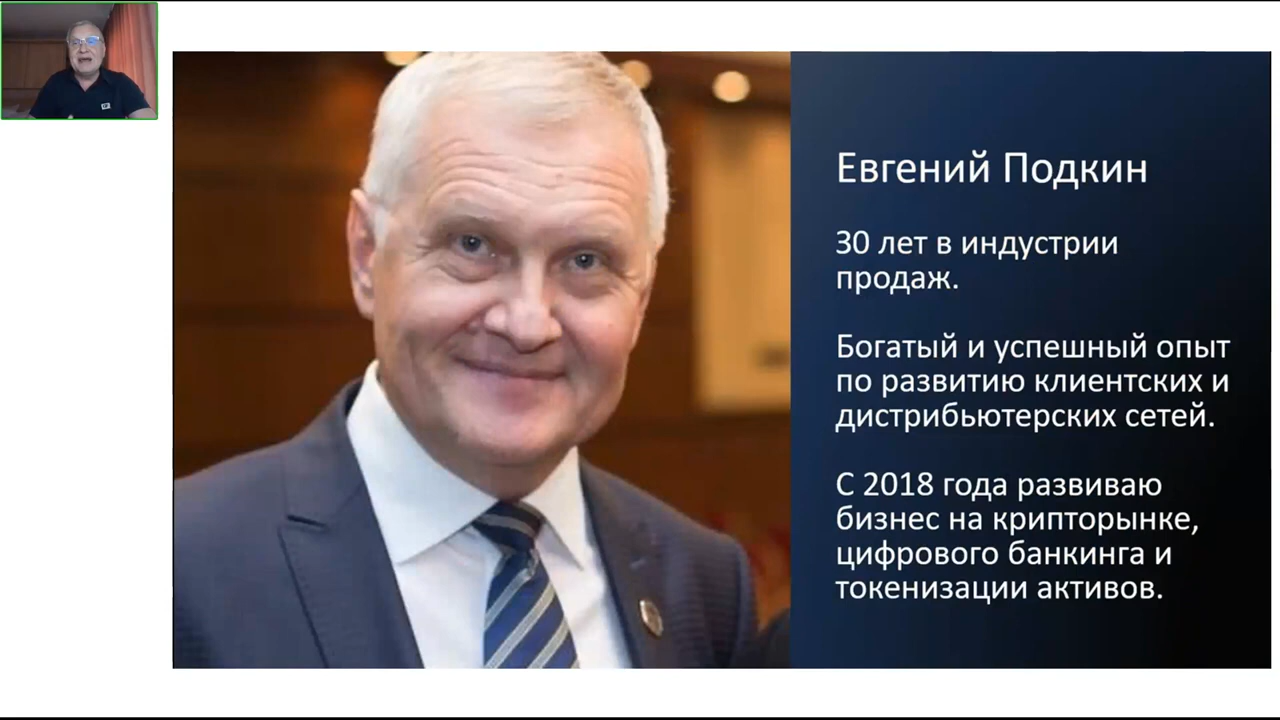 Евгений Подкин
30 лет в индустрии
продаж.
Богатый и успешный опыт
по развитию клиентских и
дистрибьютерских сетей.
С 2018 года развиваю
бизнес на крипторынке,
цифрового банкинга и
токенизации активов.